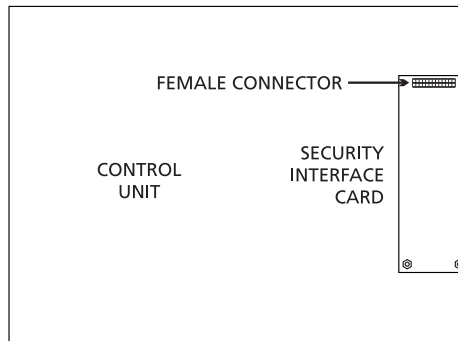 FEMALE CONNECTOR
CONTROL
UNIT
SECURITY
INTERFACE
CARD